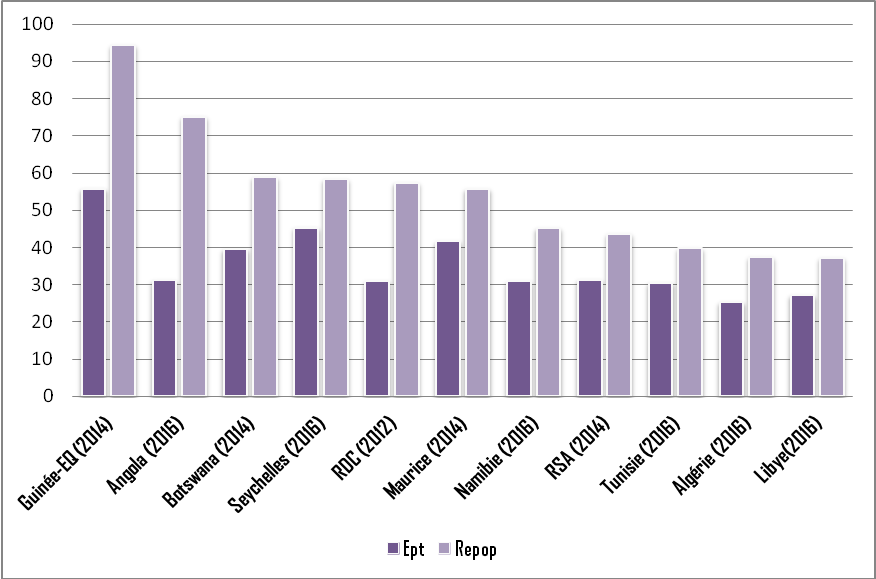 100
90
80
70
60
50
40
30
20
10
0
Guinée-EQ (2014)
Angola (2016)
Botswana (2014)
Seychelles (2016)
RDC (2012)
Maurice (2014)
Namibie (2016)
RSA (2014)
Tunisie (2016)
Algérie (2016)
Libye(2016)
Ept Repop